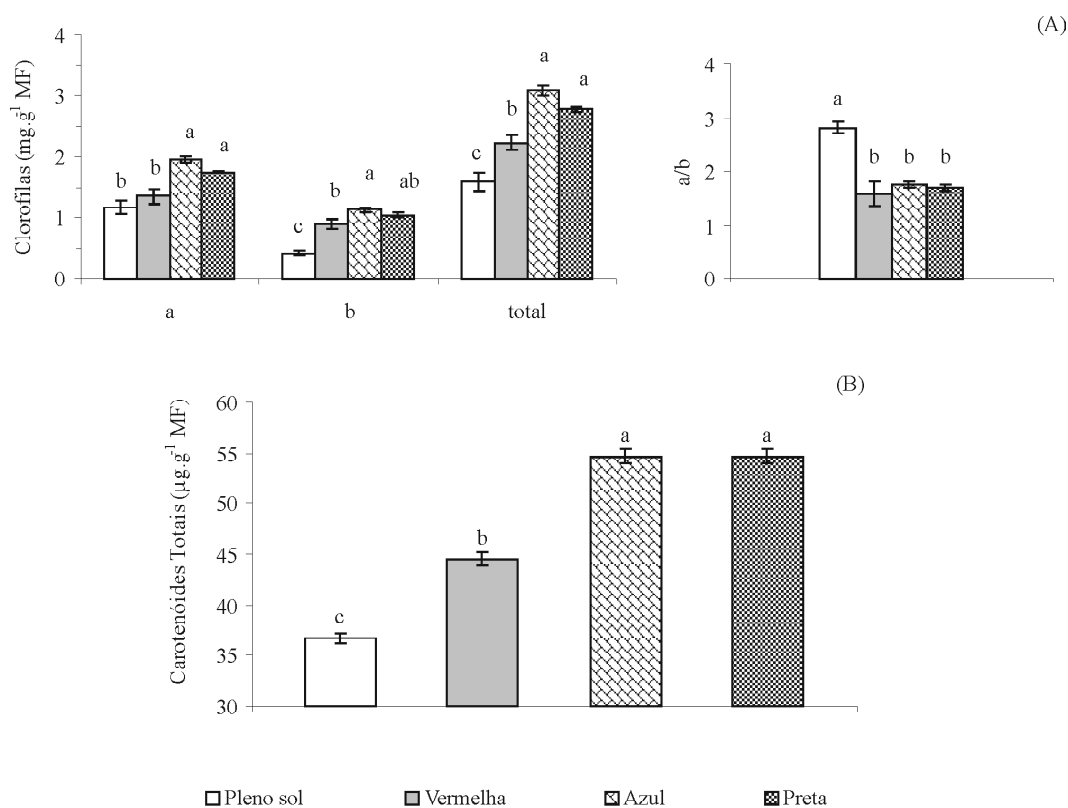 (A)
Clorofilas (mg.g⁻¹ MF)
4
3
2
1
0
b b a a
c b a ab
c b a a
a b total
a/b
4
3
2
1
0
a b b b
(B)
Carotenóides Totais (µg.g⁻¹ MF)
60
55
50
45
40
35
30
c b a a
Pleno sol Vermelha Azul Preta